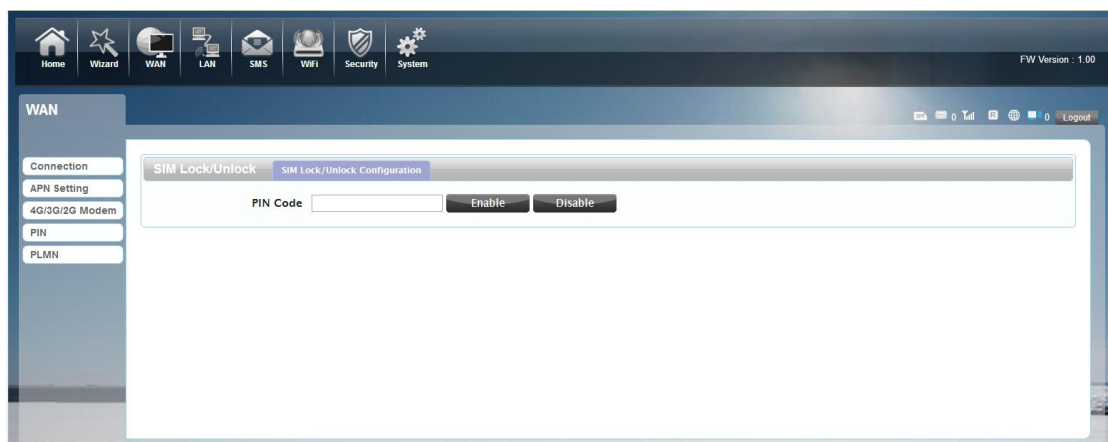 Home Wizard WAN LAN SMS WiFi Security System
FW Version : 1.00
WAN
0 R 0 Logout
Connection
APN Setting
4G/3G/2G Modem
PIN
PLMN
SIM Lock/Unlock SIM Lock/Unlock Configuration
PIN Code Enable Disable